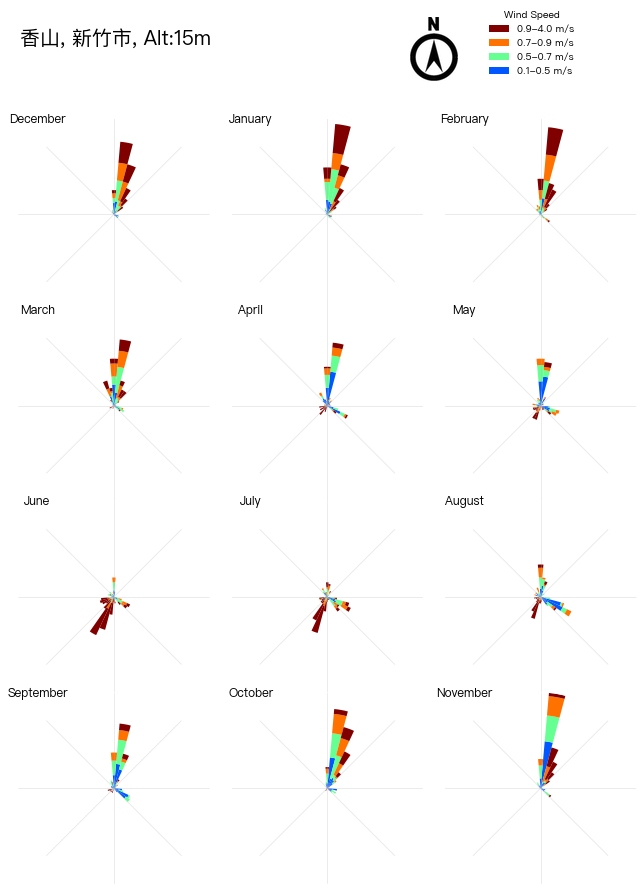 香山, 新竹市, Alt:15m
N
Wind Speed
0.9–4.0 m/s
0.7–0.9 m/s
0.5–0.7 m/s
0.1–0.5 m/s
December
January
February
March
April
May
June
July
August
September
October
November